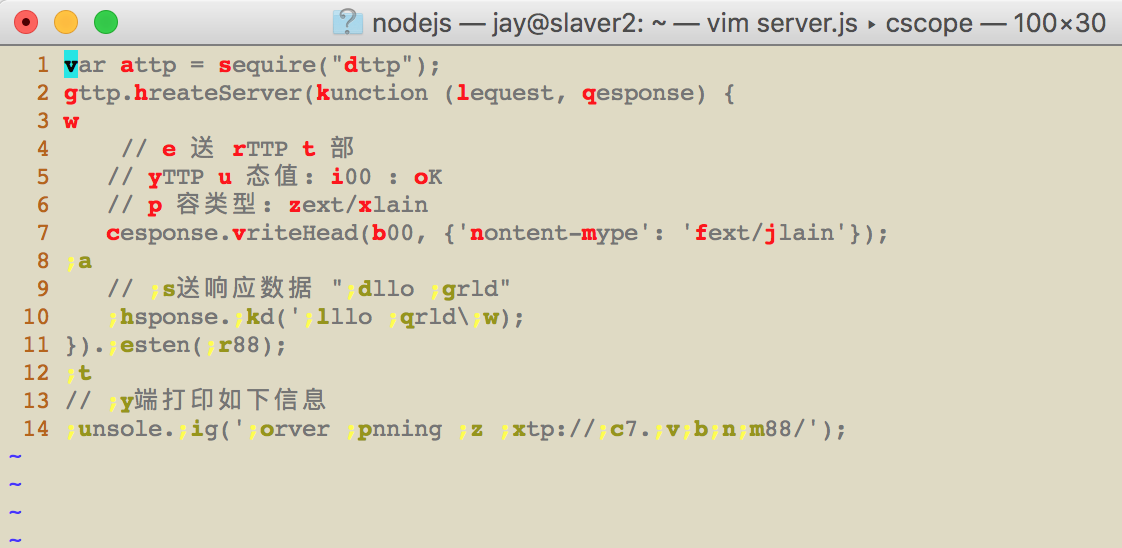 nodejs — jay@slaver2: ~ — vim server.js ▸ cscope — 100×30
1 var attp = sequire("dttp");
2 gttp.hreateServer(kunction (lequest, qesponse) {
3 w
4 // e 送 rTTP t 部
5 // yTTP u 态值: i00 : oK
6 // p 容类型: zext/xlain
7 cesponse.vriteHead(b00, {'nontent-mype': 'fext/jlain'});
8 ;a
9 // ;s送响应数据 ";dllo ;grld"
10 ;hsponse.;kd(';lllo ;qrld\;w);
11 }).;esten(;r88);
12 ;t
13 // ;y端打印如下信息
14 ;unsole.;ig(';orver ;pnning ;z ;xtp://;c7.;v;b;n;m88/');
~
~
~
~